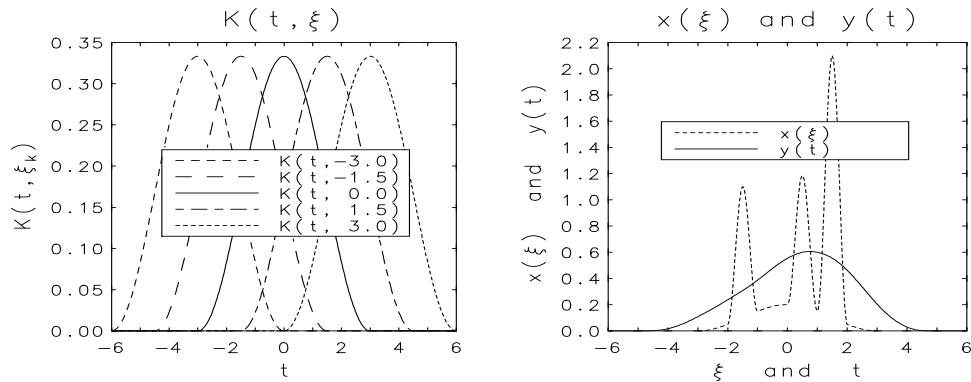 K(t,ξ)
0.35
0.30
0.25
0.20
0.15
0.10
0.05
0.00
K(t,ξk)
K(t,−3.0)
K(t,−1.5)
K(t, 0.0)
K(t, 1.5)
K(t, 3.0)
−6 −4 −2 0 2 4 6
t
x(ξ) and y(t)
2.2
2.0
1.8
1.6
1.4
1.2
1.0
0.8
0.6
0.4
0.2
0.0
x(ξ) and y(t)
x(ξ)
y(t)
−6 −4 −2 0 2 4 6
ξ and t